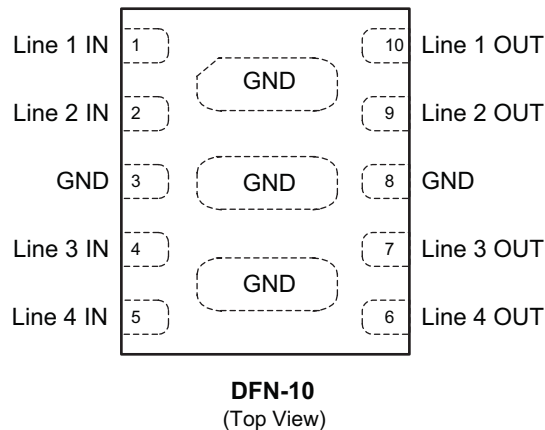 Line 1 IN 1 10 Line 1 OUT
GND
Line 2 IN 2 9 Line 2 OUT
GND 3 GND 8 GND
Line 3 IN 4 7 Line 3 OUT
GND
Line 4 IN 5 6 Line 4 OUT
DFN-10
(Top View)